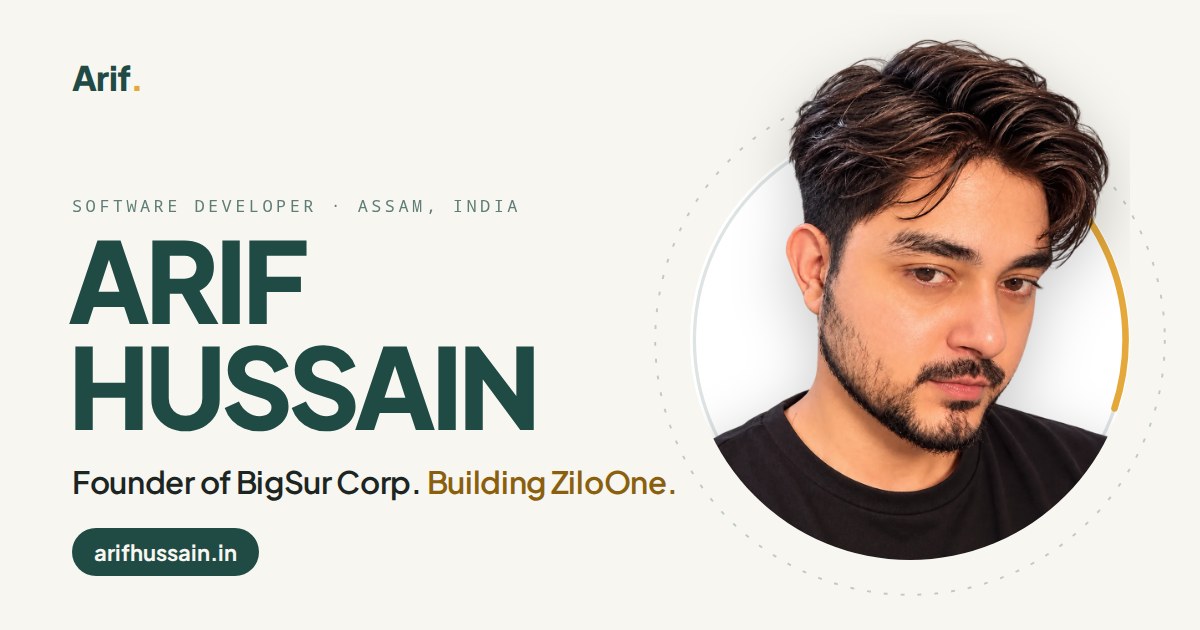 Arif.
SOFTWARE DEVELOPER · ASSAM, INDIA
ARIF
HUSSAIN
Founder of BigSur Corp. Building ZiloOne.
arifhussain.in